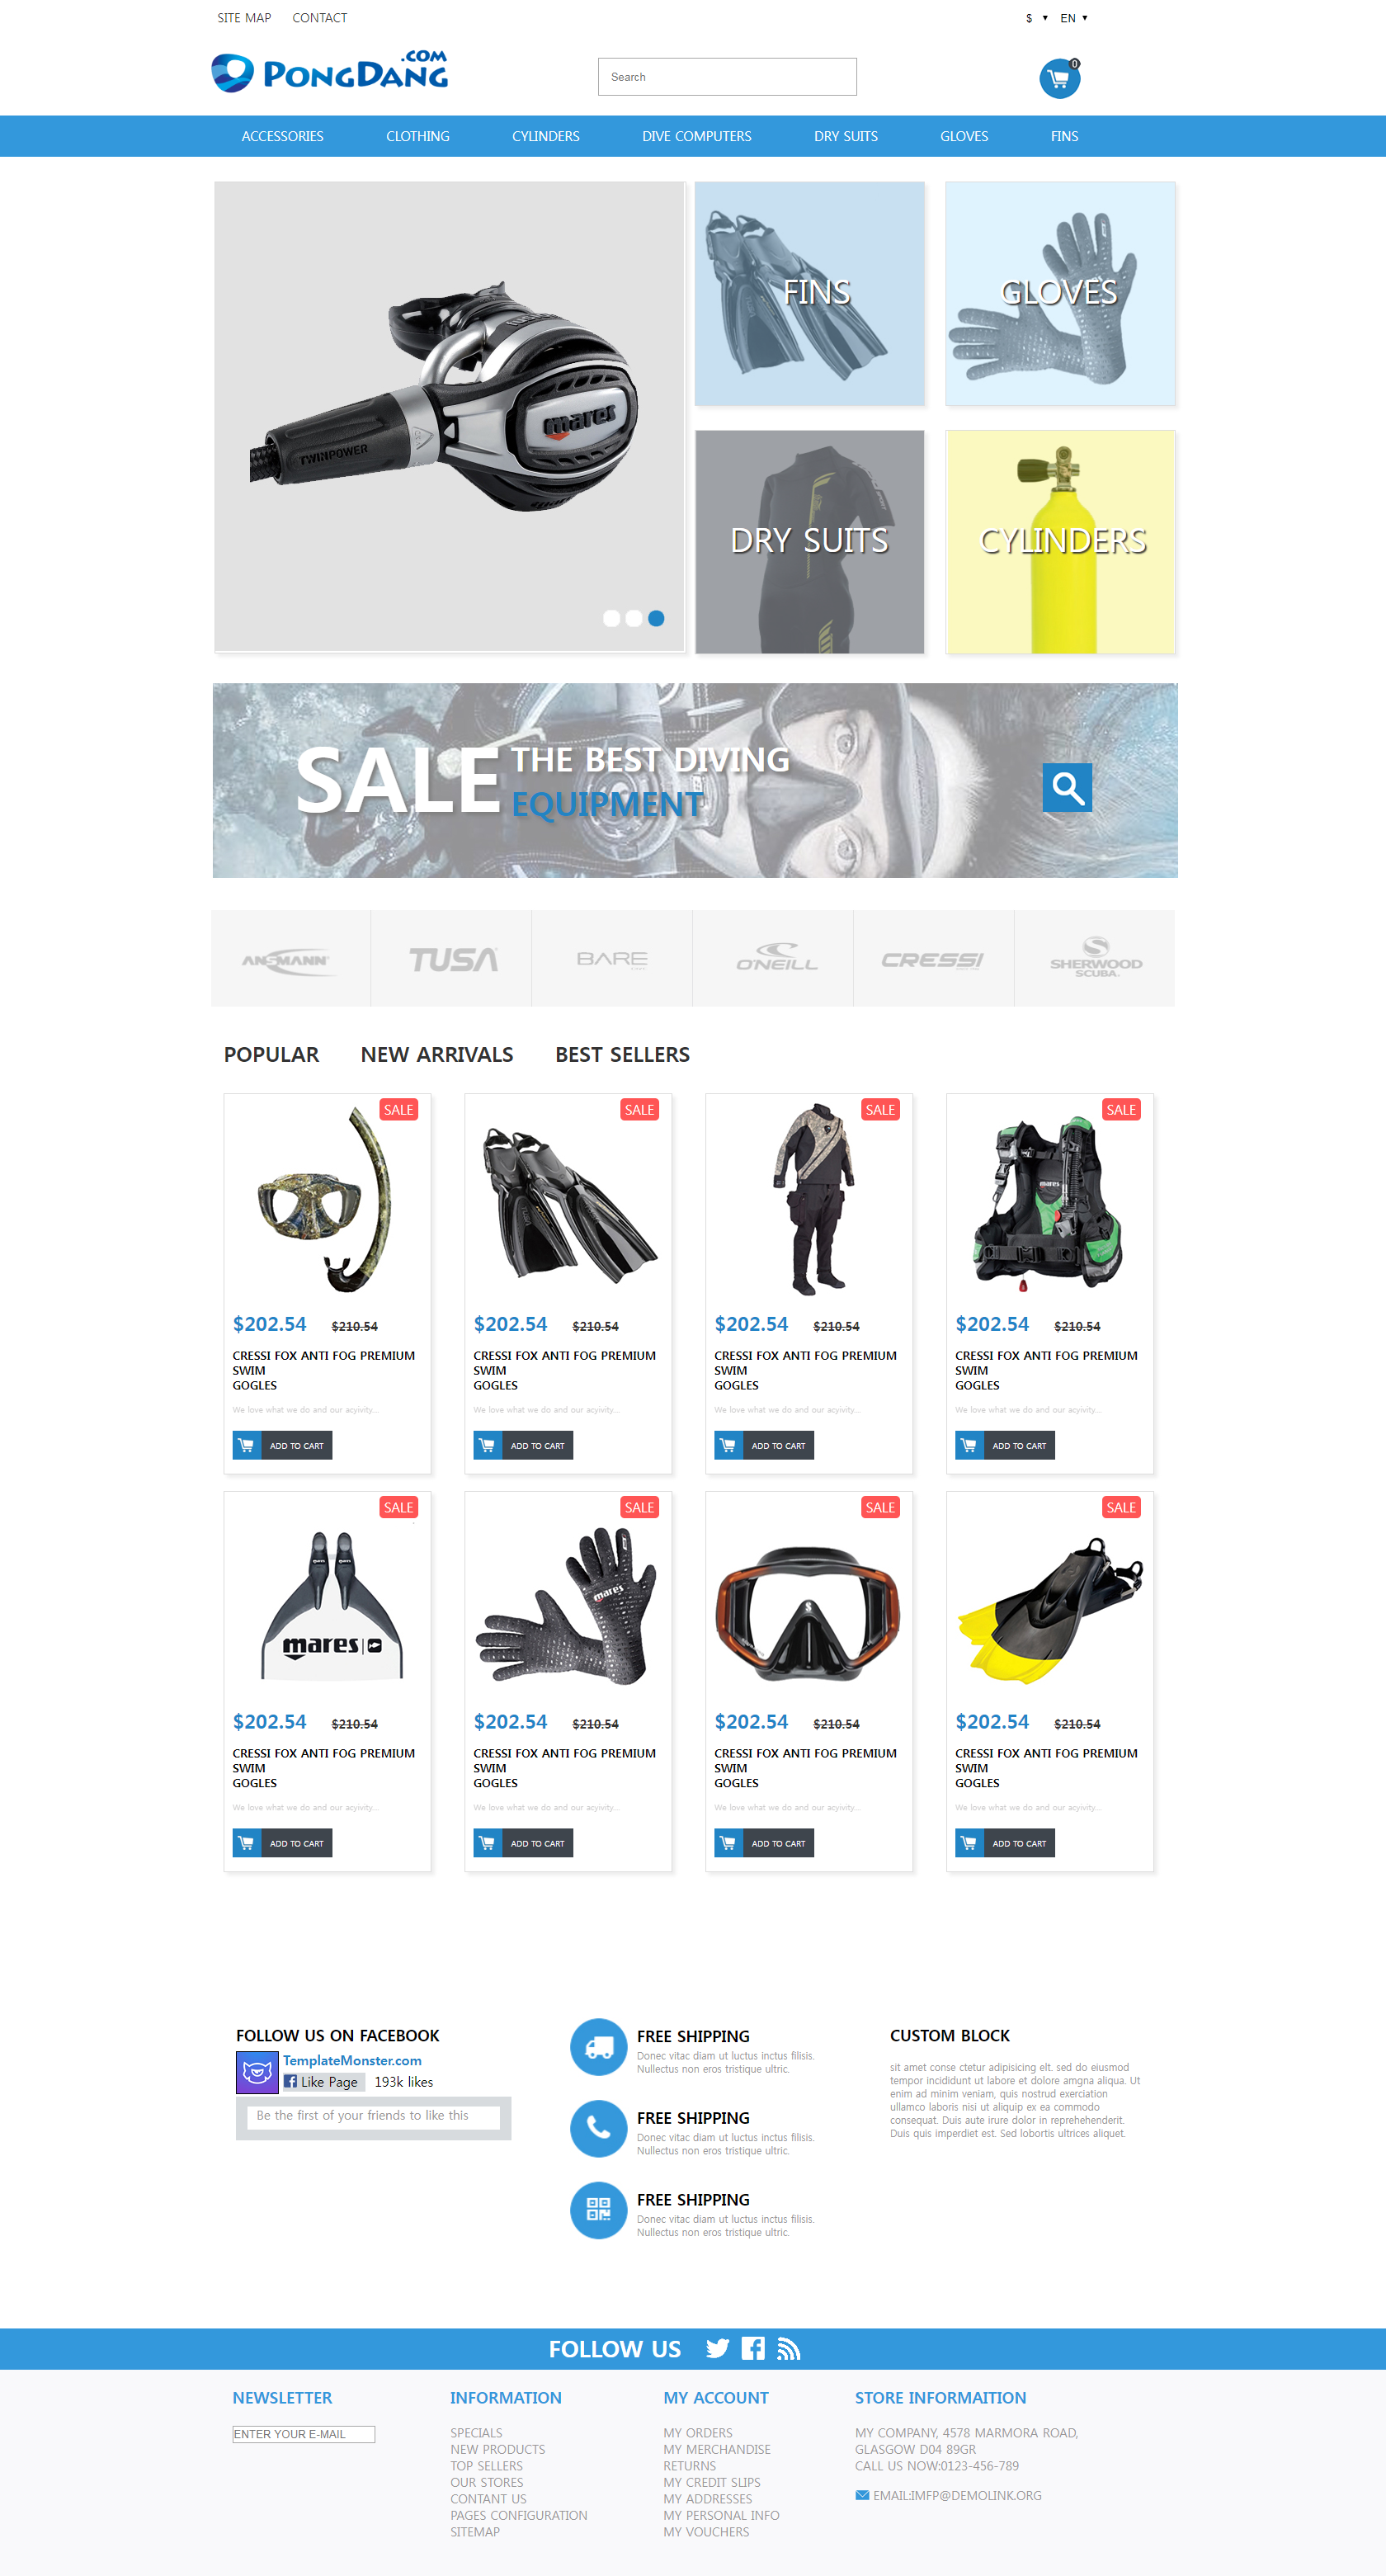 SITE MAP CONTACT $ EN
PONGDANG.COM
Search
0
ACCESSORIES CLOTHING CYLINDERS DIVE COMPUTERS DRY SUITS GLOVES FINS
mares
TWINPOWER
FINS GLOVES
DRY SUITS CYLINDERS
SALE THE BEST DIVING
EQUIPMENT
ANSMANN TUSA BARE O'NEILL CRESSI SHERWOOD
SCUBA
POPULAR NEW ARRIVALS BEST SELLERS
SALE SALE SALE SALE
mares
$202.54 $210.54 $202.54 $210.54 $202.54 $210.54 $202.54 $210.54
CRESSI FOX ANTI FOG PREMIUM CRESSI FOX ANTI FOG PREMIUM CRESSI FOX ANTI FOG PREMIUM CRESSI FOX ANTI FOG PREMIUM
SWIM SWIM SWIM SWIM
GOGLES GOGLES GOGLES GOGLES
We love what we do and our acyivity... We love what we do and our acyivity... We love what we do and our acyivity... We love what we do and our acyivity...
ADD TO CART ADD TO CART ADD TO CART ADD TO CART
SALE SALE SALE SALE
mares mares
$202.54 $210.54 $202.54 $210.54 $202.54 $210.54 $202.54 $210.54
CRESSI FOX ANTI FOG PREMIUM CRESSI FOX ANTI FOG PREMIUM CRESSI FOX ANTI FOG PREMIUM CRESSI FOX ANTI FOG PREMIUM
SWIM SWIM SWIM SWIM
GOGLES GOGLES GOGLES GOGLES
We love what we do and our acyivity... We love what we do and our acyivity... We love what we do and our acyivity... We love what we do and our acyivity...
ADD TO CART ADD TO CART ADD TO CART ADD TO CART
FOLLOW US ON FACEBOOK
TemplateMonster.com
Like Page 193k likes
Be the first of your friends to like this
FREE SHIPPING
Donec vitac diam ut luctus inctus filisis.
Nullectus non eros tristique ultric.
FREE SHIPPING
Donec vitac diam ut luctus inctus filisis.
Nullectus non eros tristique ultric.
FREE SHIPPING
Donec vitac diam ut luctus inctus filisis.
Nullectus non eros tristique ultric.
CUSTOM BLOCK
sit amet conse ctetur adipisicing elt. sed do eiusmod
tempor incididunt ut labore et dolore amgna aliqua. Ut
enim ad minim veniam, quis nostrud exerciation
ullamco laboris nisi ut aliquip ex ea commodo
consequat. Duis aute irure dolor in reprehehenderit.
Duis quis imperdiet est. Sed lobortis ultrices aliquet.
FOLLOW US
NEWSLETTER
ENTER YOUR E-MAIL
INFORMATION
SPECIALS
NEW PRODUCTS
TOP SELLERS
OUR STORES
CONTANT US
PAGES CONFIGURATION
SITEMAP
MY ACCOUNT
MY ORDERS
MY MERCHANDISE
RETURNS
MY CREDIT SLIPS
MY ADDRESSES
MY PERSONAL INFO
MY VOUCHERS
STORE INFORMAITION
MY COMPANY, 4578 MARMORA ROAD,
GLASGOW D04 89GR
CALL US NOW:0123-456-789
EMAIL:IMFP@DEMOLINK.ORG